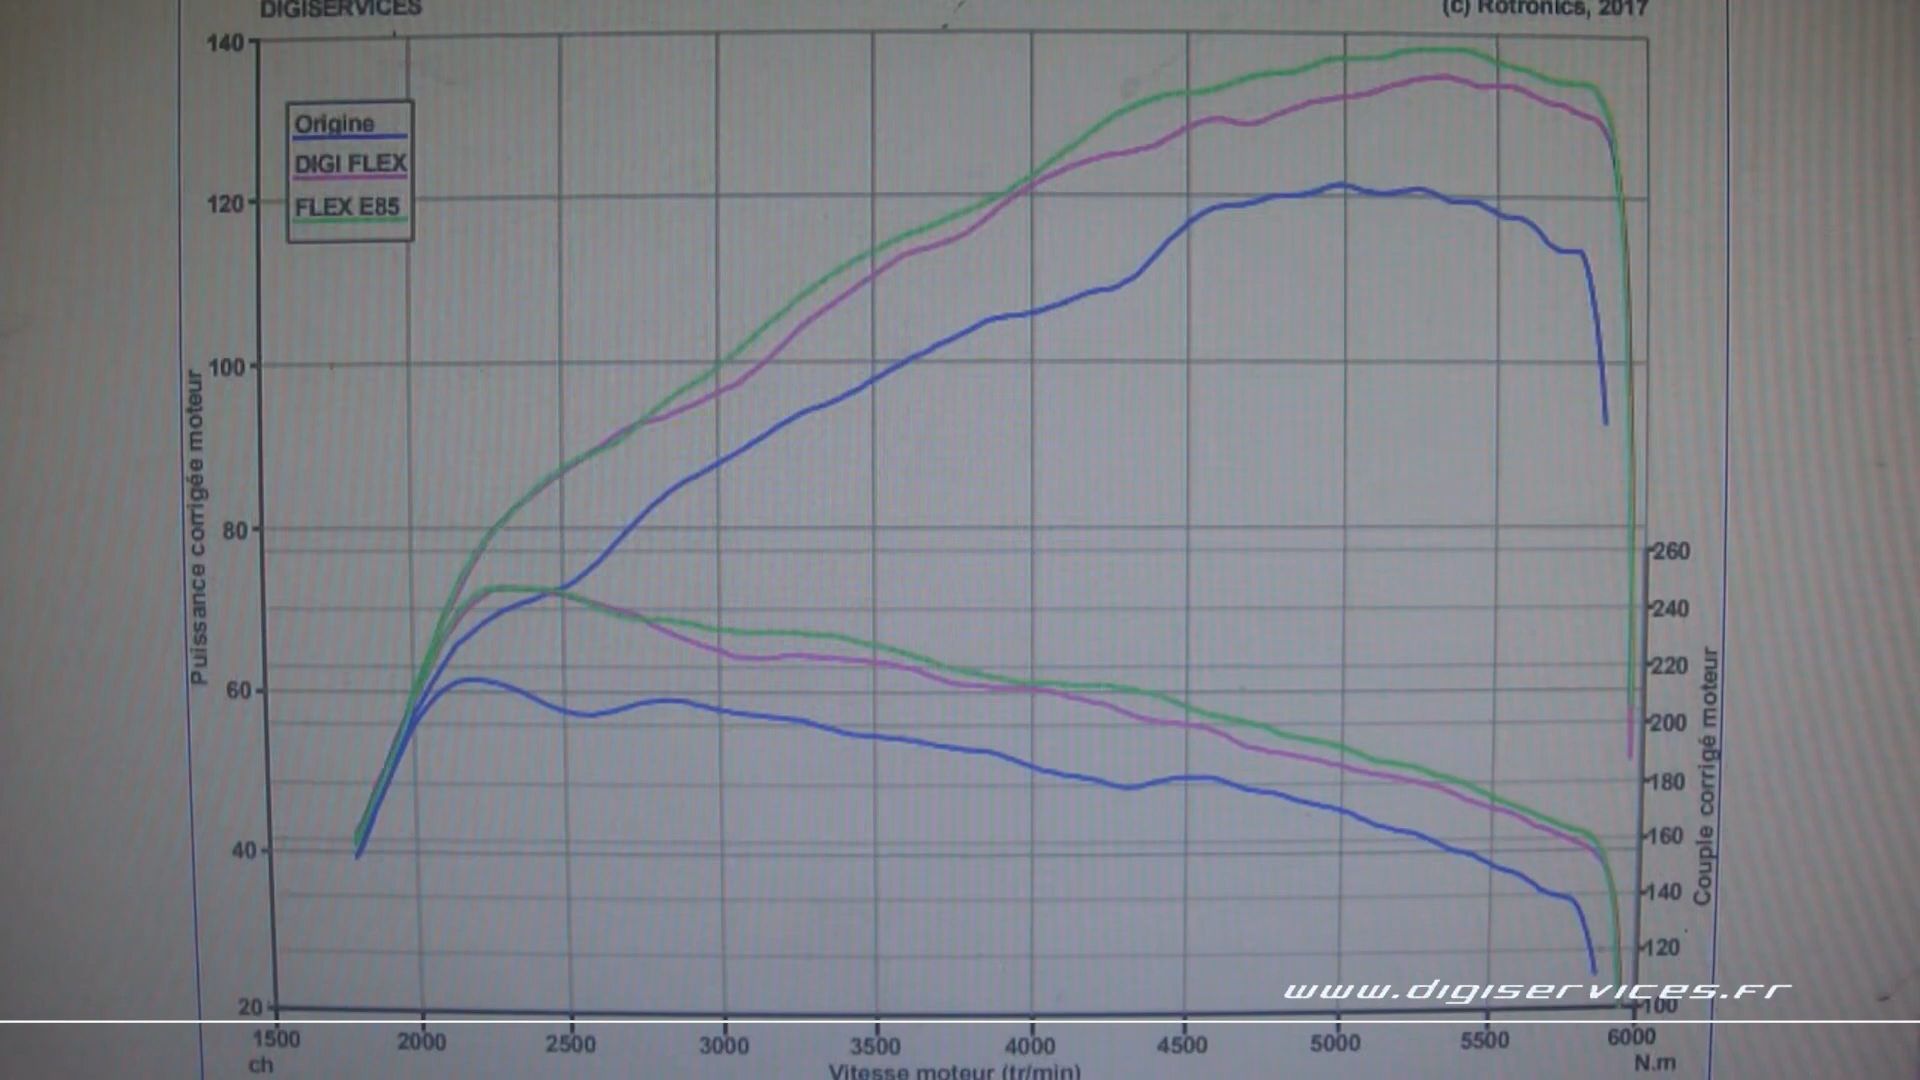 DIGISERVICES
(c) Rotronics, 2017
140
120
100
80
60
40
20
Puissance corrigée moteur
Origine
DIGI FLEX
FLEX E85
260
240
220
200
180
160
140
120
100
Couple corrigé moteur
www.digiservices.fr
1500 2000 2500 3000 3500 4000 4500 5000 5500 6000
ch
Vitesse moteur (tr/min)
N.m